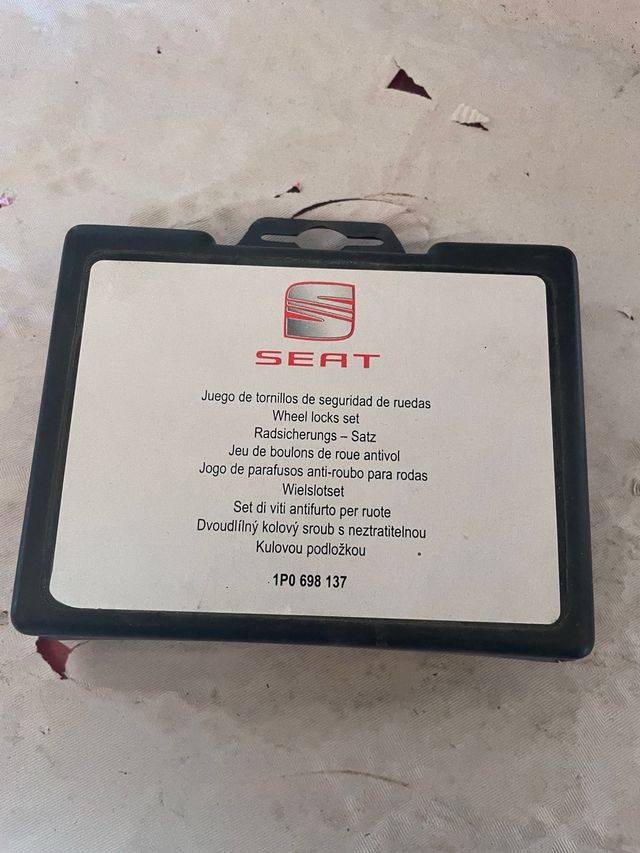 SEAT
Juego de tornillos de seguridad de ruedas
Wheel locks set
Radsicherungs – Satz
Jeu de boulons de roue antivol
Jogo de parafusos anti-roubo para rodas
Wielslotset
Set di viti antifurto per ruote
Dvoudlílný kolový sroub s neztratitelnou
Kulovou podložkou
1P0 698 137